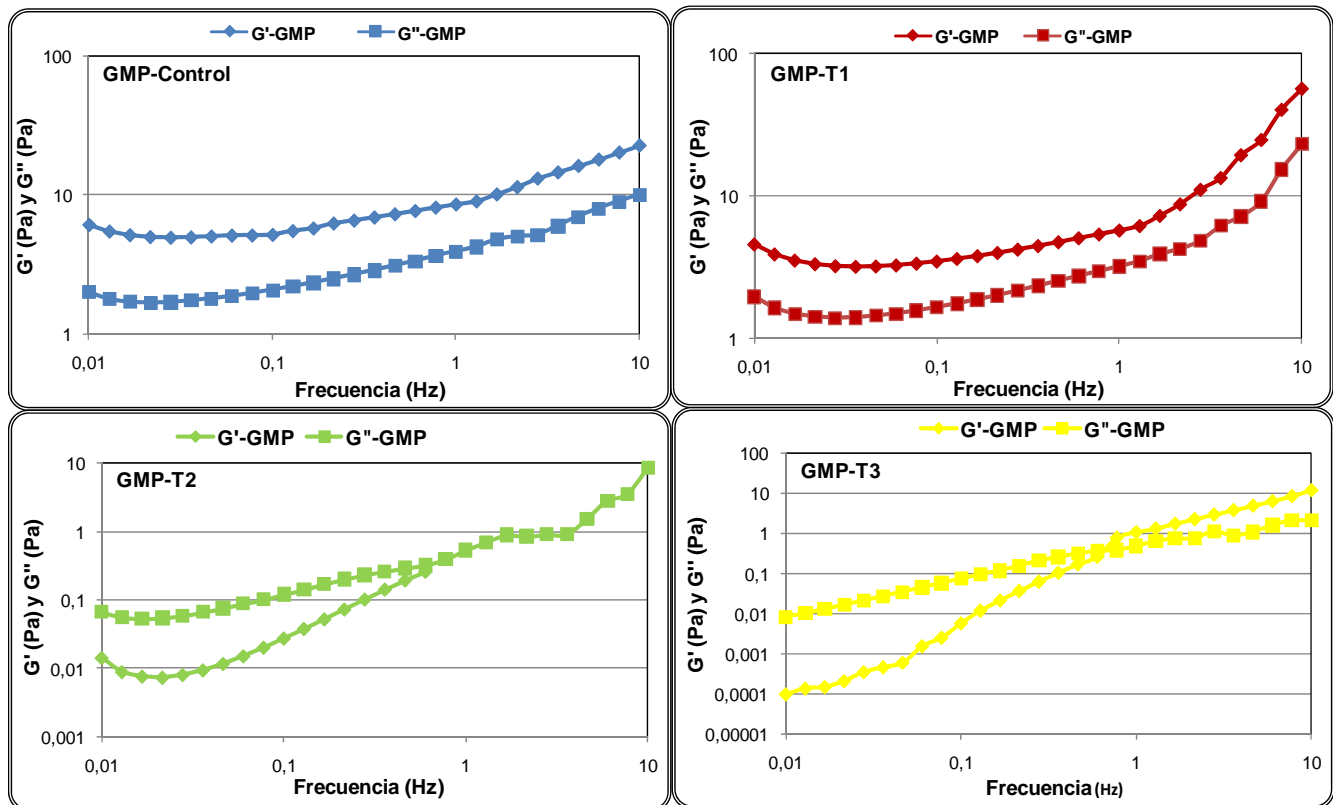 G'-GMP G"-GMP
GMP-Control
G' (Pa) y G'' (Pa)
100
10
1
0,01 0,1 1 10
Frecuencia (Hz)
G'-GMP G"-GMP
GMP-T1
G' (Pa) y G'' (Pa)
100
10
1
0,01 0,1 1 10
Frecuencia (Hz)
G'-GMP G"-GMP
GMP-T2
G' (Pa) y G'' (Pa)
10
1
0,1
0,01
0,001
0,01 0,1 1 10
Frecuencia (Hz)
G'-GMP G"-GMP
GMP-T3
G' (Pa) y G'' (Pa)
100
10
1
0,1
0,01
0,001
0,0001
0,00001
0,01 0,1 1 10
Frecuencia (Hz)